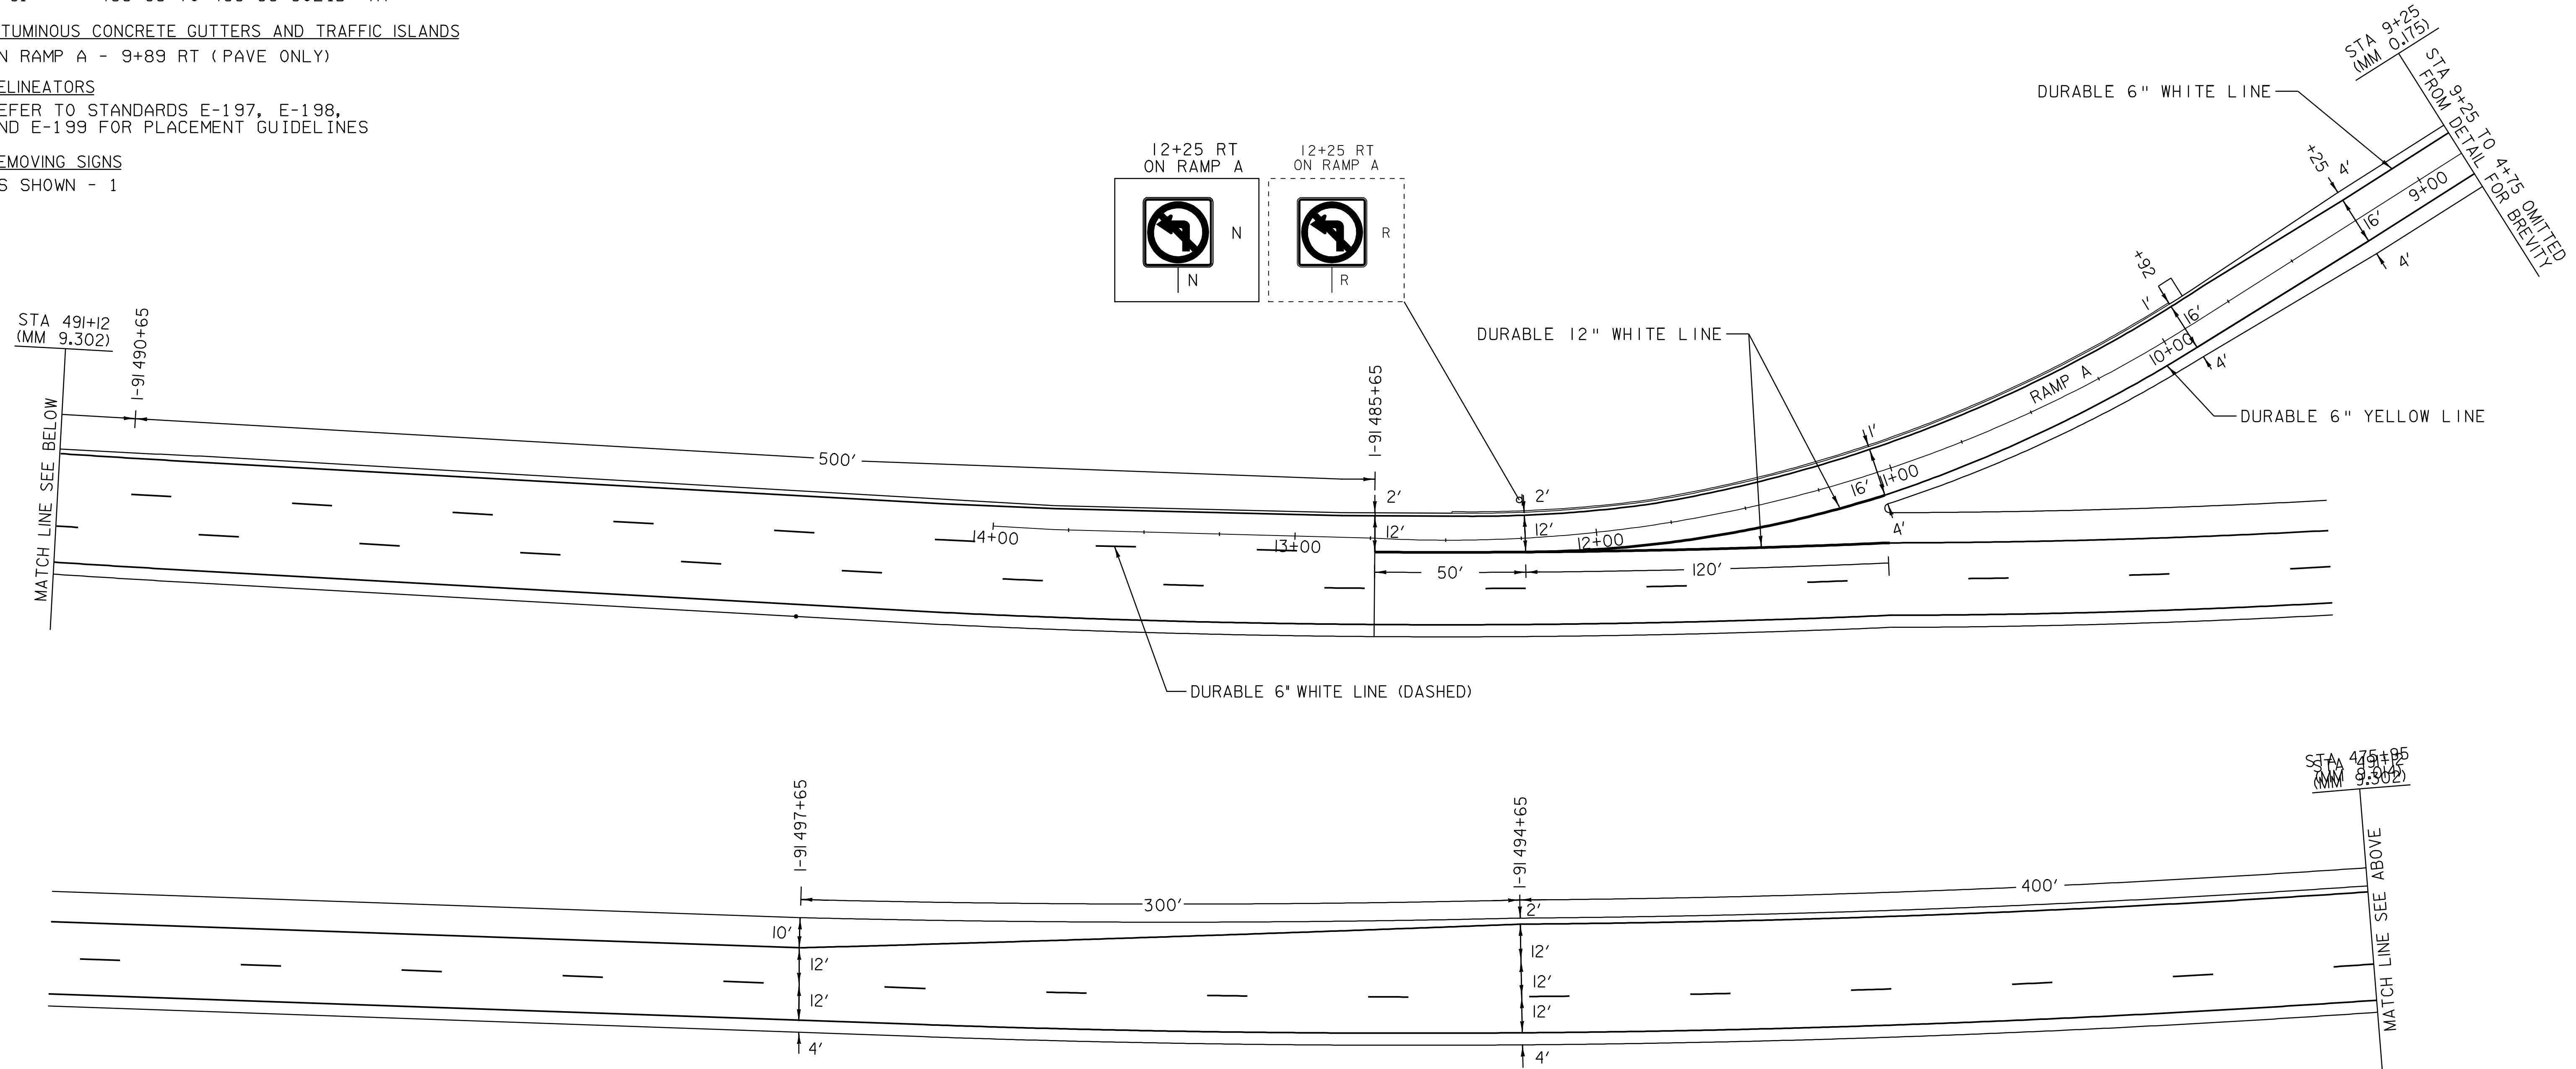 TUMINOUS CONCRETE GUTTERS AND TRAFFIC ISLANDS
N RAMP A - 9+89 RT (PAVE ONLY)
ELINEATORS
EFER TO STANDARDS E-197, E-198,
ND E-199 FOR PLACEMENT GUIDELINES
EMOVING SIGNS
S SHOWN - 1
STA 9+25
(MM 0.175)
STA 9+25 TO 4+75 OMITTED
FROM DETAIL FOR BREVITY
DURABLE 6" WHITE LINE
12+25 RT
ON RAMP A
N
N
12+25 RT
ON RAMP A
R
R
+25
4'
9+00
16'
4'
+92
1'
16'
10+00
4'
RAMP A
DURABLE 12" WHITE LINE
DURABLE 6" YELLOW LINE
STA 491+12
(MM 9.302)
I-91 490+65
MATCH LINE SEE BELOW
500'
I-91 485+65
2'
2'
12'
12'
14+00
13+00
12+00
1'
16'
11+00
4'
50'
120'
DURABLE 6" WHITE LINE (DASHED)
STA 475+95
STA 491+12
(MM 9.014)
(MM 9.302)
I-91 497+65
I-91 494+65
300'
400'
10'
12'
12'
4'
2'
12'
12'
12'
4'
MATCH LINE SEE ABOVE